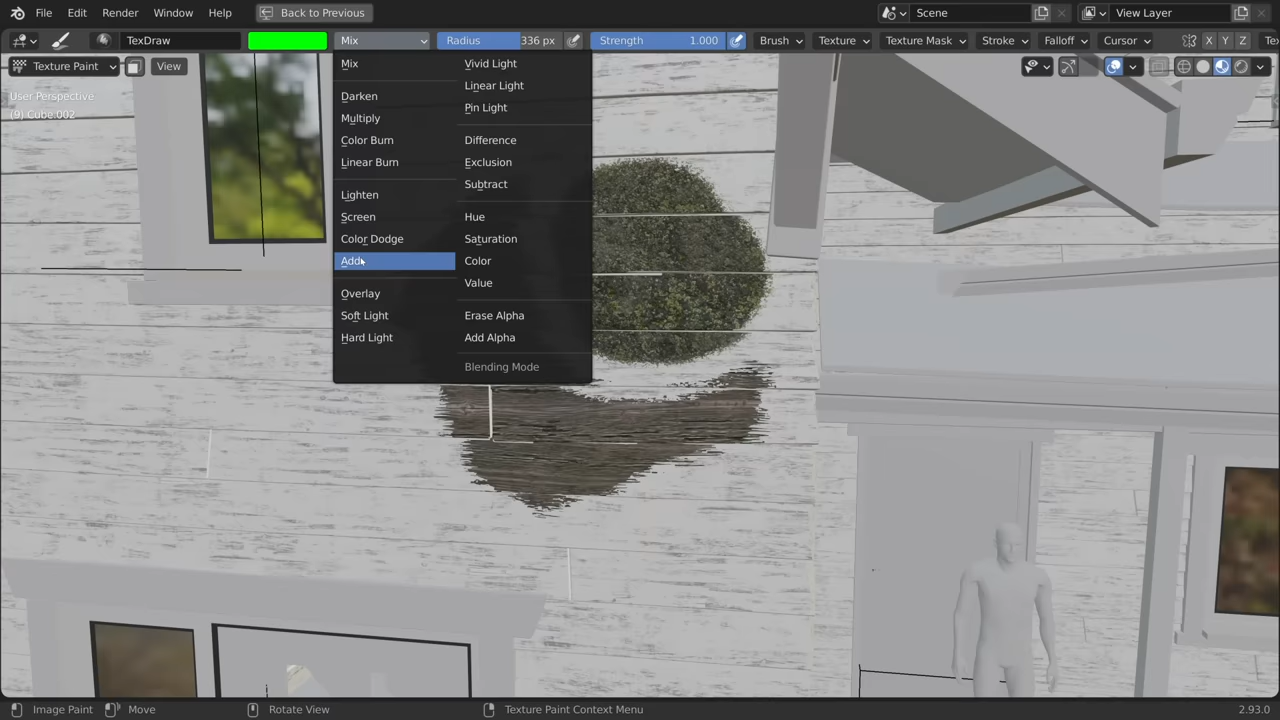 File Edit Render Window Help Back to Previous Scene View Layer
TexDraw Mix Radius 336 px Strength 1.000 Brush Texture Texture Mask Stroke Falloff Cursor X Y Z Te
Texture Paint View
User Perspective
(9) Cube.002
Mix
Darken
Multiply
Color Burn
Linear Burn
Lighten
Screen
Color Dodge
Add
Overlay
Soft Light
Hard Light
Vivid Light
Linear Light
Pin Light
Difference
Exclusion
Subtract
Hue
Saturation
Color
Value
Erase Alpha
Add Alpha
Blending Mode
Image Paint Move Rotate View Texture Paint Context Menu 2.93.0